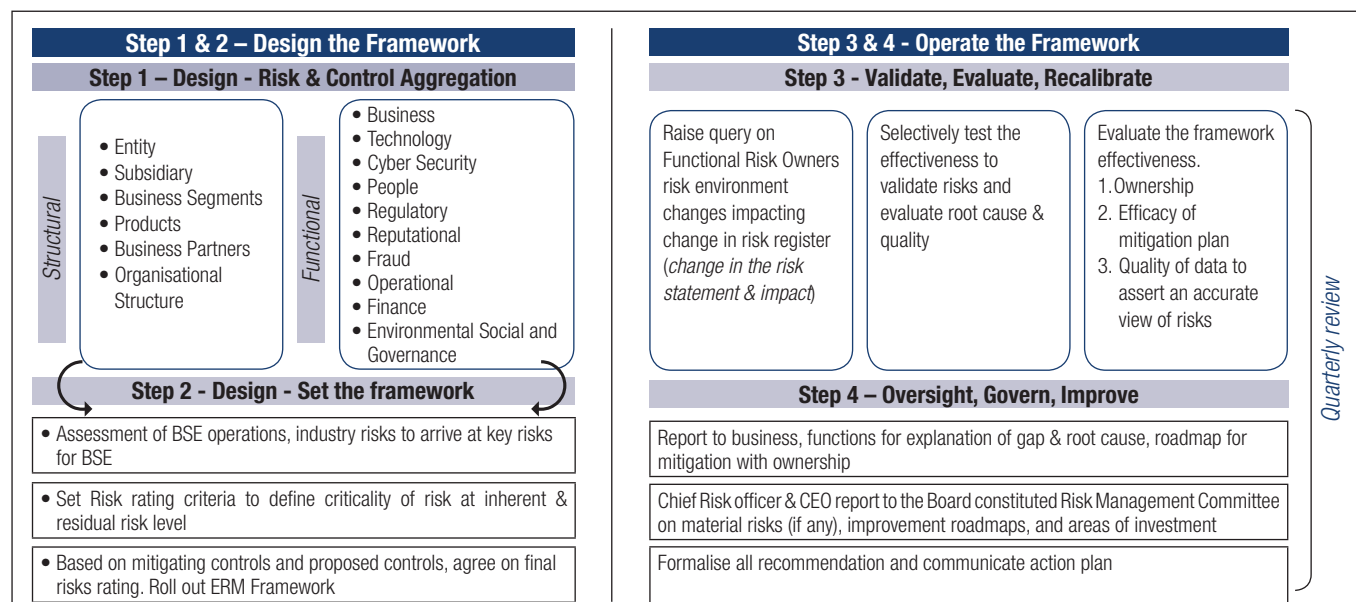 Step 1 & 2 – Design the Framework
Step 1 – Design - Risk & Control Aggregation
Structural
• Entity
• Subsidiary
• Business Segments
• Products
• Business Partners
• Organisational
Structure
Functional
• Business
• Technology
• Cyber Security
• People
• Regulatory
• Reputational
• Fraud
• Operational
• Finance
• Environmental Social and
Governance
Step 2 - Design - Set the framework
• Assessment of BSE operations, industry risks to arrive at key risks
for BSE
• Set Risk rating criteria to define criticality of risk at inherent &
residual risk level
• Based on mitigating controls and proposed controls, agree on final
risks rating. Roll out ERM Framework
Step 3 & 4 - Operate the Framework
Step 3 - Validate, Evaluate, Recalibrate
Raise query on
Functional Risk Owners
risk environment
changes impacting
change in risk register
(change in the risk
statement & impact)
Selectively test the
effectiveness to
validate risks and
evaluate root cause &
quality
Evaluate the framework
effectiveness.
1. Ownership
2. Efficacy of
mitigation plan
3. Quality of data to
assert an accurate
view of risks
Step 4 – Oversight, Govern, Improve
Report to business, functions for explanation of gap & root cause, roadmap for
mitigation with ownership
Chief Risk officer & CEO report to the Board constituted Risk Management Committee
on material risks (if any), improvement roadmaps, and areas of investment
Formalise all recommendation and communicate action plan
Quarterly review